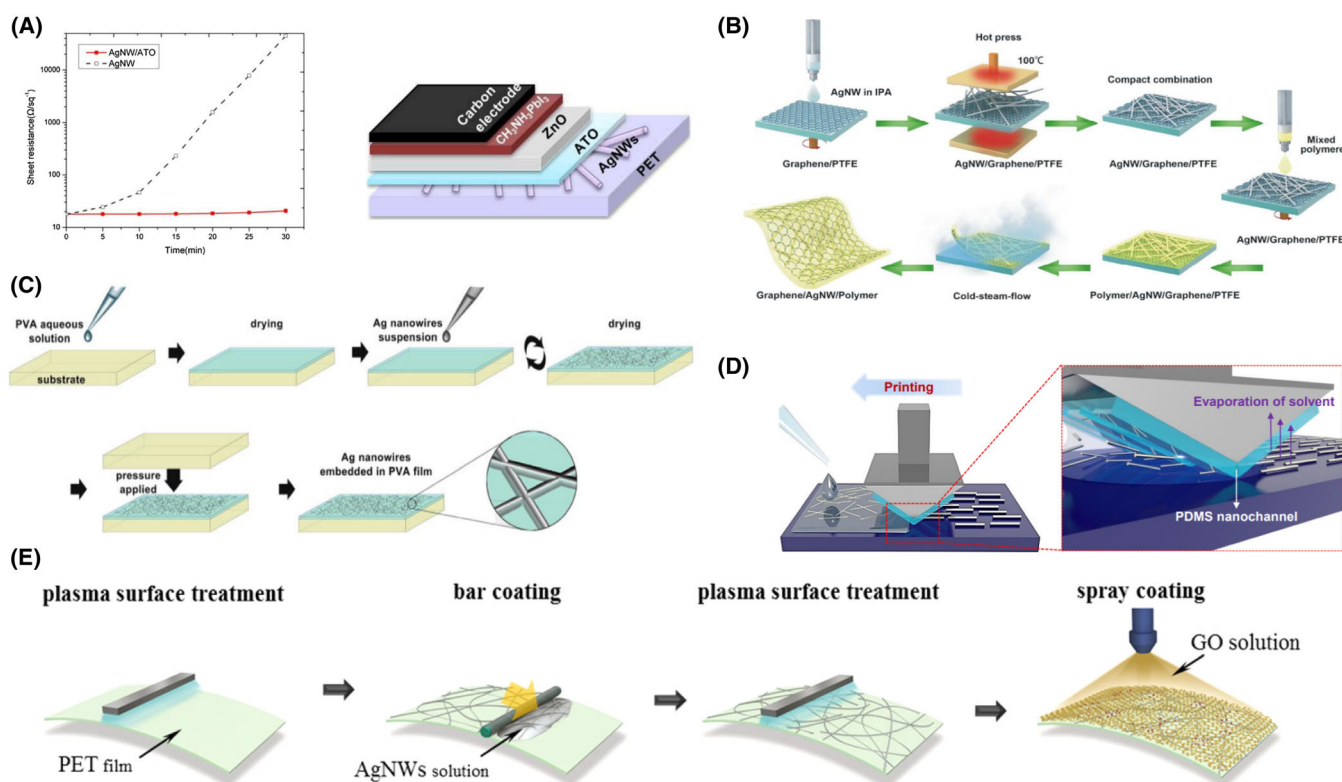 (A)
AgNW/ATO
AgNW
Sheet resistance(Ω/sq⁻¹)
10000
1000
100
10
0 5 10 15 20 25 30
Time(min)
Carbon
electrode
CH₃NH₃PbI₃
ZnO
ATO
AgNWs
PET
(B)
AgNW in IPA
Graphene/PTFE
Hot press
100℃
AgNW/Graphene/PTFE
Compact combination
AgNW/Graphene/PTFE
Mixed
polymere
AgNW/Graphene/PTFE
Polymer/AgNW/Graphene/PTFE
Cold-steam-flow
Graphene/AgNW/Polymer
(C)
PVA aqueous
solution
substrate
drying
Ag nanowires
suspension
drying
pressure
applied
Ag nanowires
embedded in PVA film
(D)
Printing
Evaporation of solvent
PDMS nanochannel
(E)
plasma surface treatment
PET film
bar coating
AgNWs solution
plasma surface treatment
spray coating
GO solution